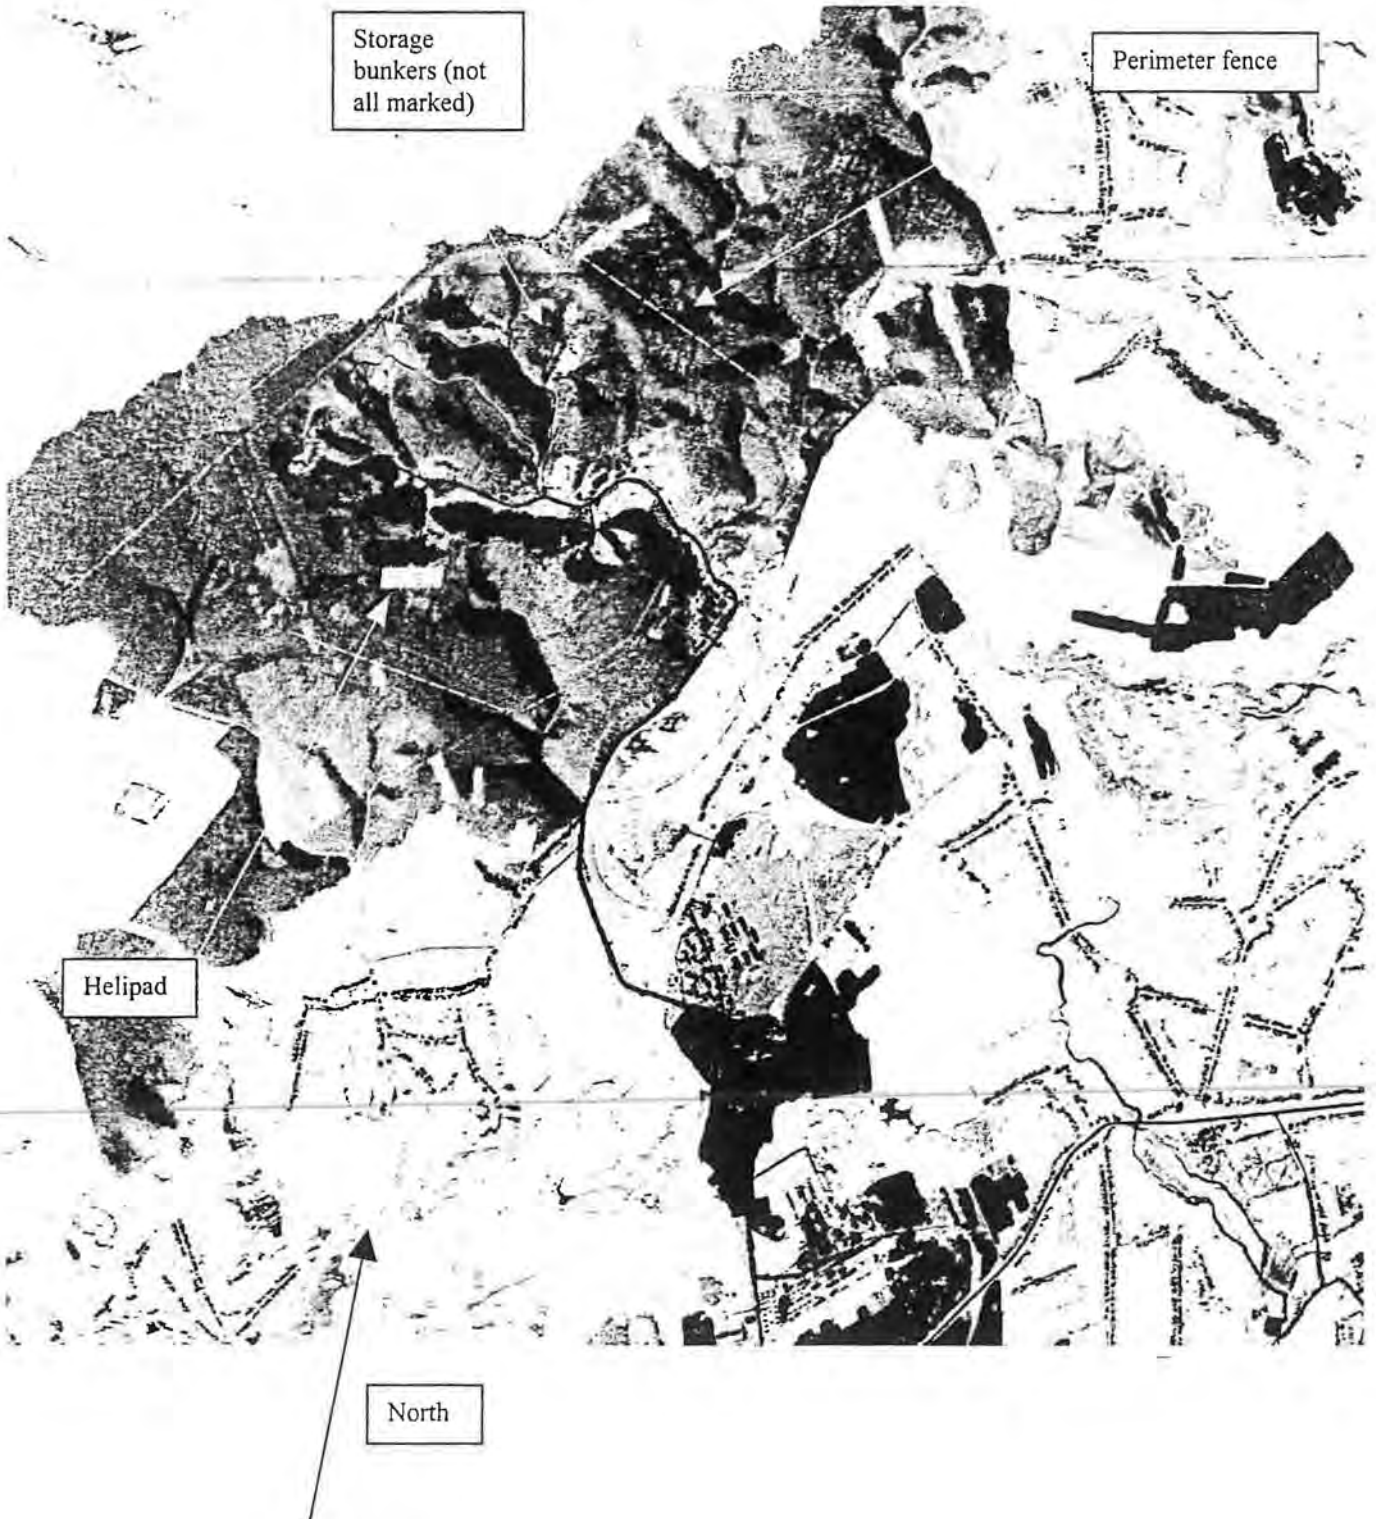 Storage
bunkers (not
all marked)
Perimeter fence
Helipad
North